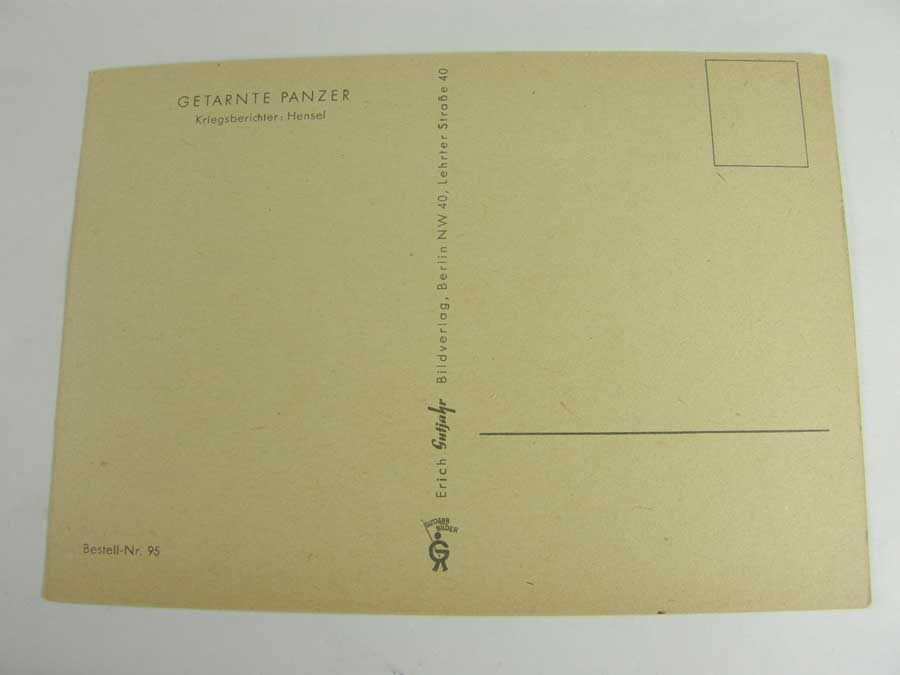 GETARNTE PANZER
Kriegsberichter: Hensel
Bestell-Nr. 95
Erich Gutjahr Bildverlag, Berlin NW 40, Lehrter Straße 40
GUTJAHR
BILDER
G